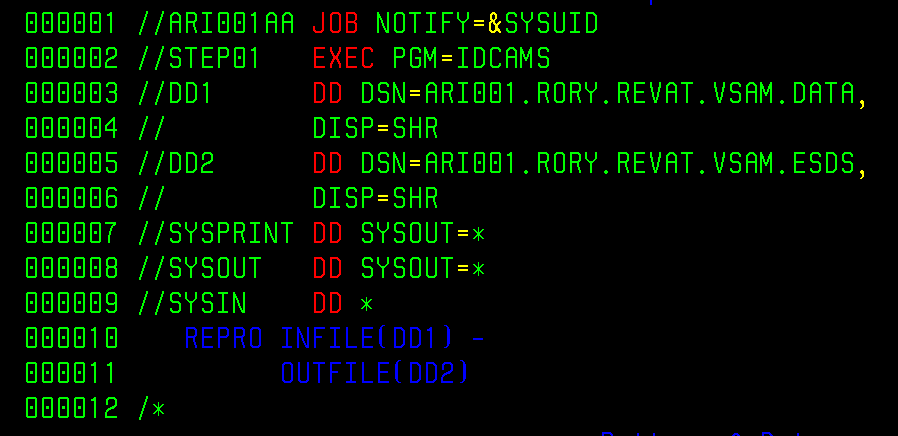 000001 //ARI001AA JOB NOTIFY=&SYSUID
000002 //STEP01   EXEC PGM=IDCAMS
000003 //DD1      DD DSN=ARI001.RORY.REVAT.VSAM.DATA,
000004 //         DISP=SHR
000005 //DD2      DD DSN=ARI001.RORY.REVAT.VSAM.ESDS,
000006 //         DISP=SHR
000007 //SYSPRINT DD SYSOUT=*
000008 //SYSOUT   DD SYSOUT=*
000009 //SYSIN    DD *
000010    REPRO INFILE(DD1) -
000011          OUTFILE(DD2)
000012 /*